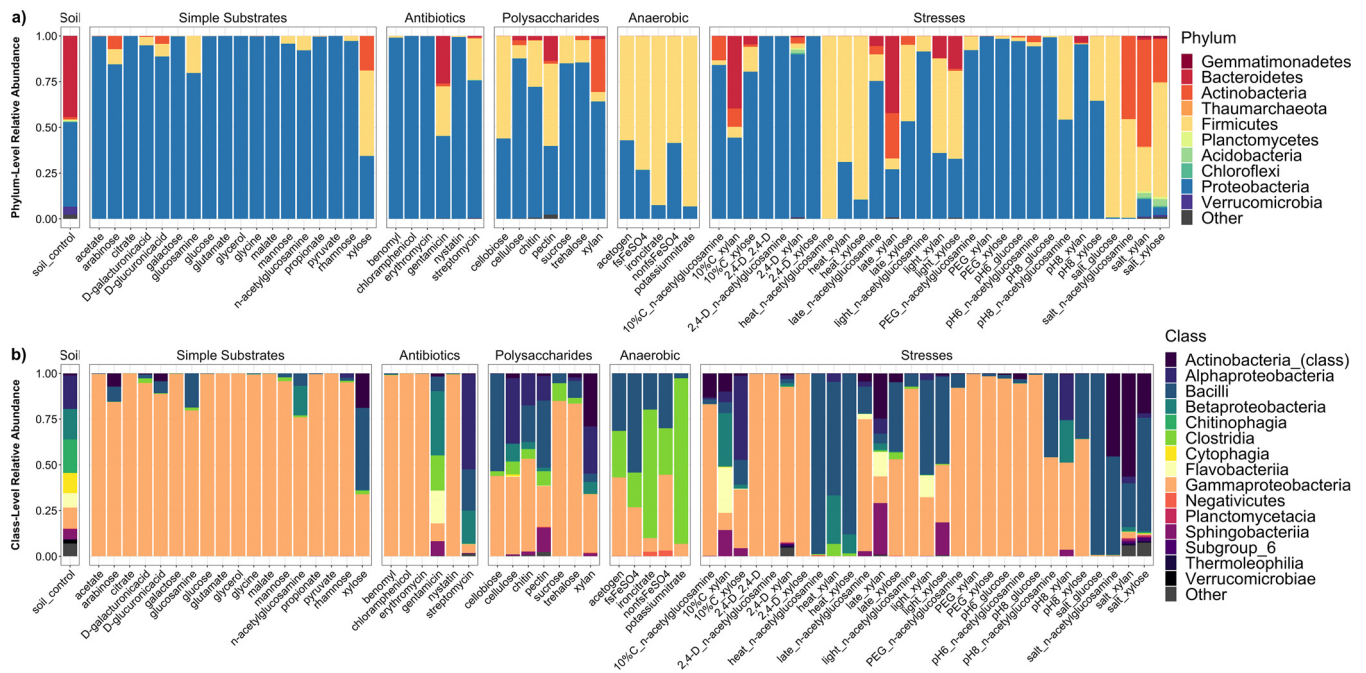 a)
Soil
Simple Substrates
Antibiotics
Polysaccharides
Anaerobic
Stresses
Phylum-Level Relative Abundance
1.00
0.75
0.50
0.25
0.00
soil_control
acetate
arabinose
citrate
D-galacturonicacid
D-glucuronicacid
galactose
glucosamine
glucose
glutamate
glycerol
glycine
malate
mannose
n-acetylglucosamine
propionate
pyruvate
rhamnose
xylose
benomyl
chloramphenicol
erythromycin
gentamicin
nystatin
streptomycin
cellobiose
cellulose
chitin
pectin
sucrose
trehalose
xylan
acetogen
fsFeSO4
ironcitrate
nonfsFeSO4
potassiumnitrate
10%C_n-acetylglucosamine
10%C_xylan
10%C_xylose
2,4-D_2,4-D
2,4-D_n-acetylglucosamine
2,4-D_xylan
2,4-D_xylose
heat_n-acetylglucosamine
heat_xylan
heat_xylose
late_n-acetylglucosamine
late_xylan
late_xylose
light_n-acetylglucosamine
light_xylan
light_xylose
PEG_n-acetylglucosamine
PEG_xylan
PEG_xylose
pH6_glucose
pH6_n-acetylglucosamine
pH8_glucose
pH8_n-acetylglucosamine
pH8_xylan
pH8_xylose
salt_glucose
salt_n-acetylglucosamine
salt_xylan
salt_xylose
Phylum
Gemmatimonadetes
Bacteroidetes
Actinobacteria
Thaumarchaeota
Firmicutes
Planctomycetes
Acidobacteria
Chloroflexi
Proteobacteria
Verrucomicrobia
Other
b)
Soil
Simple Substrates
Antibiotics
Polysaccharides
Anaerobic
Stresses
Class-Level Relative Abundance
1.00
0.75
0.50
0.25
0.00
soil_control
acetate
arabinose
citrate
D-galacturonicacid
D-glucuronicacid
galactose
glucosamine
glucose
glutamate
glycerol
glycine
malate
mannose
n-acetylglucosamine
propionate
pyruvate
rhamnose
xylose
benomyl
chloramphenicol
erythromycin
gentamicin
nystatin
streptomycin
cellobiose
cellulose
chitin
pectin
sucrose
trehalose
xylan
acetogen
fsFeSO4
ironcitrate
nonfsFeSO4
potassiumnitrate
10%C_n-acetylglucosamine
10%C_xylan
10%C_xylose
2,4-D_2,4-D
2,4-D_n-acetylglucosamine
2,4-D_xylan
2,4-D_xylose
heat_n-acetylglucosamine
heat_xylan
heat_xylose
late_n-acetylglucosamine
late_xylan
late_xylose
light_n-acetylglucosamine
light_xylan
light_xylose
PEG_n-acetylglucosamine
PEG_xylan
PEG_xylose
pH6_glucose
pH6_n-acetylglucosamine
pH8_glucose
pH8_n-acetylglucosamine
pH8_xylan
pH8_xylose
salt_glucose
salt_n-acetylglucosamine
salt_xylan
salt_xylose
Class
Actinobacteria_(class)
Alphaproteobacteria
Bacilli
Betaproteobacteria
Chitinophagia
Clostridia
Cytophagia
Flavobacteriia
Gammaproteobacteria
Negativicutes
Planctomycetacia
Sphingobacteriia
Subgroup_6
Thermoleophilia
Verrucomicrobiae
Other